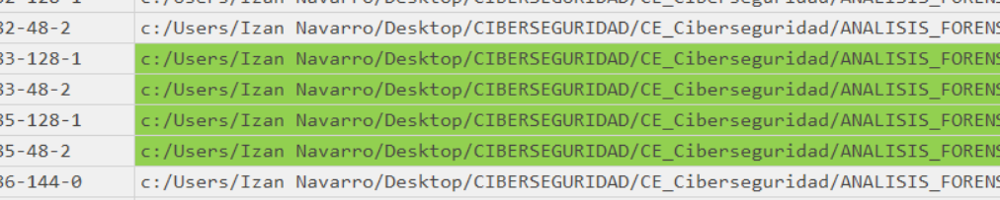 32-48-2 c:/Users/Izan Navarro/Desktop/CIBERSEGURIDAD/CE_Ciberseguridad/ANALISIS_FORENS
33-128-1 c:/Users/Izan Navarro/Desktop/CIBERSEGURIDAD/CE_Ciberseguridad/ANALISIS_FORENS
33-48-2 c:/Users/Izan Navarro/Desktop/CIBERSEGURIDAD/CE_Ciberseguridad/ANALISIS_FORENS
35-128-1 c:/Users/Izan Navarro/Desktop/CIBERSEGURIDAD/CE_Ciberseguridad/ANALISIS_FORENS
35-48-2 c:/Users/Izan Navarro/Desktop/CIBERSEGURIDAD/CE_Ciberseguridad/ANALISIS_FORENS
36-144-0 c:/Users/Izan Navarro/Desktop/CIBERSEGURIDAD/CE_Ciberseguridad/ANALISIS_FORENS